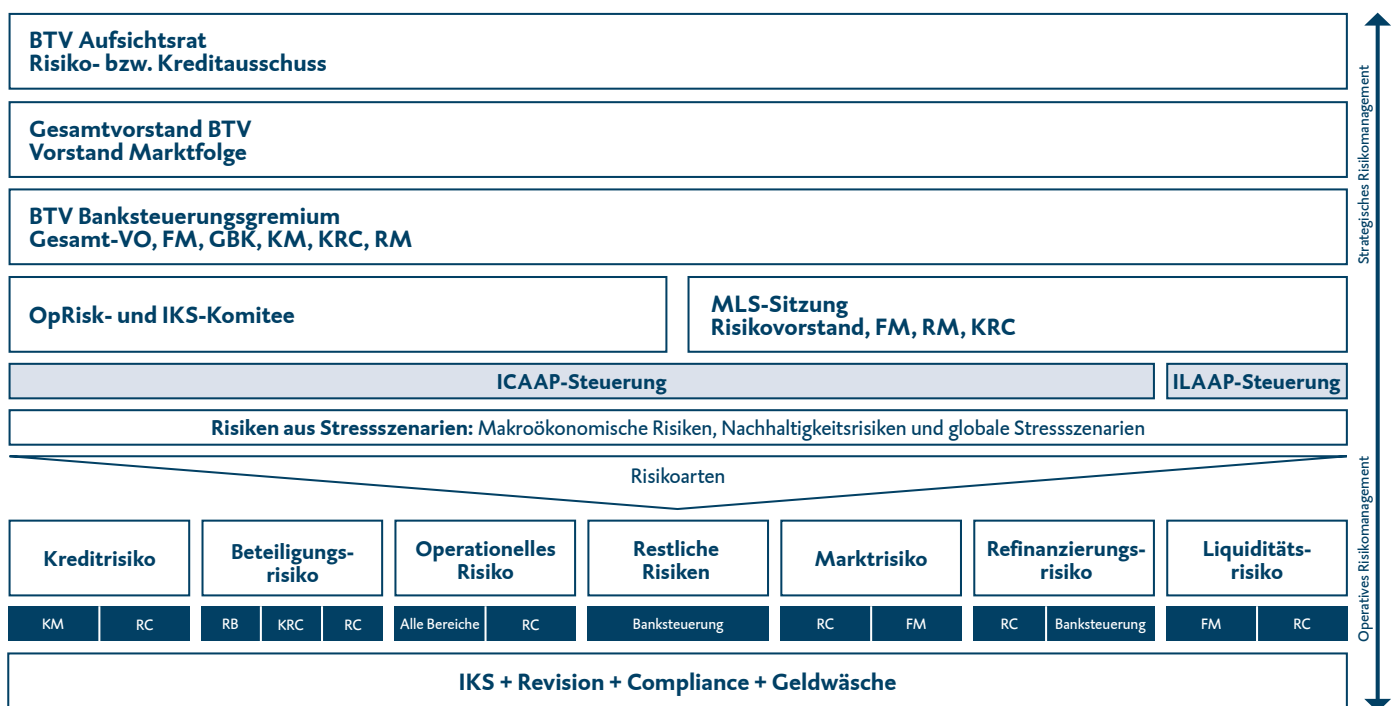 BTV Aufsichtsrat
Risiko- bzw. Kreditausschuss
Strategisches Risikomanagement
Gesamtvorstand BTV
Vorstand Marktfolge
BTV Banksteuerungsgremium
Gesamt-VO, FM, GBK, KM, KRC, RM
OpRisk- und IKS-Komitee
MLS-Sitzung
Risikovorstand, FM, RM, KRC
ICAAP-Steuerung
ILAAP-Steuerung
Risiken aus Stressszenarien: Makroökonomische Risiken, Nachhaltigkeitsrisiken und globale Stressszenarien
Risikoarten
Operatives Risikomanagement
Kreditrisiko
Beteiligungs-
risiko
Operationelles
Risiko
Restliche
Risiken
Marktrisiko
Refinanzierungs-
risiko
Liquiditäts-
risiko
KM
RC
RB
KRC
RC
Alle Bereiche
RC
Banksteuerung
RC
FM
RC
Banksteuerung
FM
RC
IKS + Revision + Compliance + Geldwäsche